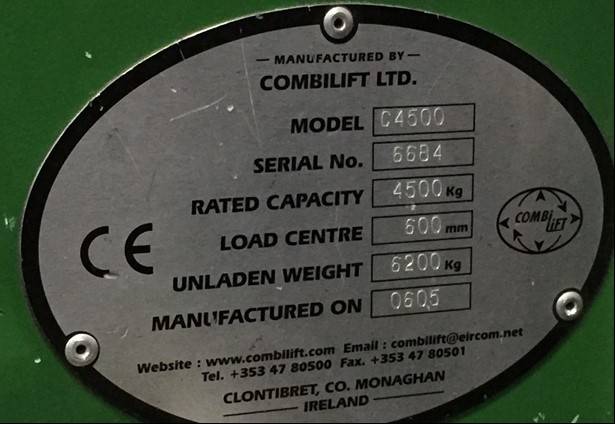 — MANUFACTURED BY —
COMBILIFT LTD.
MODEL C4500
SERIAL No. 6684
RATED CAPACITY 4500 Kg
LOAD CENTRE 600 mm
UNLADEN WEIGHT 6200 Kg
MANUFACTURED ON 0605
CE
COMBi LiFT
Website : www.combilift.com Email : combilift@eircom.net
Tel. +353 47 80500 Fax. +353 47 80501
CLONTIBRET, CO. MONAGHAN
— IRELAND —